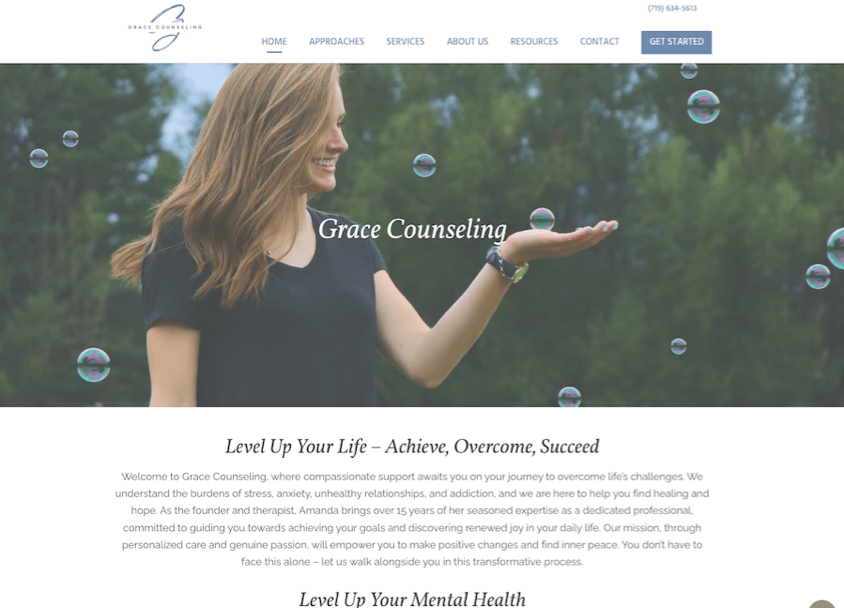 (719) 634-5613
GRACE COUNSELING
HOME APPROACHES SERVICES ABOUT US RESOURCES CONTACT GET STARTED
Grace Counseling
Level Up Your Life – Achieve, Overcome, Succeed
Welcome to Grace Counseling, where compassionate support awaits you on your journey to overcome life's challenges. We
understand the burdens of stress, anxiety, unhealthy relationships, and addiction, and we are here to help you find healing and
hope. As the founder and therapist, Amanda brings over 15 years of her seasoned expertise as a dedicated professional,
committed to guiding you towards achieving your goals and discovering renewed joy in your daily life. Our mission, through
personalized care and genuine passion, will empower you to make positive changes and find inner peace. You don't have to
face this alone – let us walk alongside you in this transformative process.
Level Up Your Mental Health